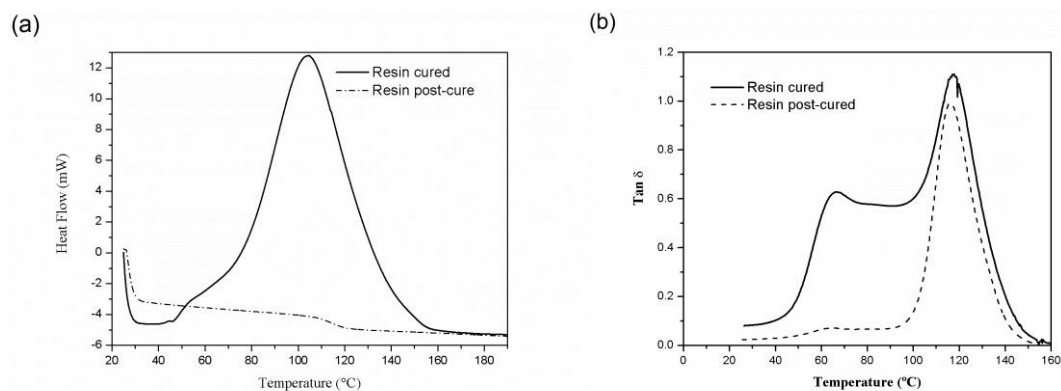 (a)
12
10
8
6
4
2
0
-2
-4
-6
Heat Flow (mW)
Resin cured
Resin post-cure
20 40 60 80 100 120 140 160 180
Temperature (°C)
(b)
1.2
1.0
0.8
0.6
0.4
0.2
0.0
Tan δ
Resin cured
Resin post-cured
0 20 40 60 80 100 120 140 160
Temperature (ºC)